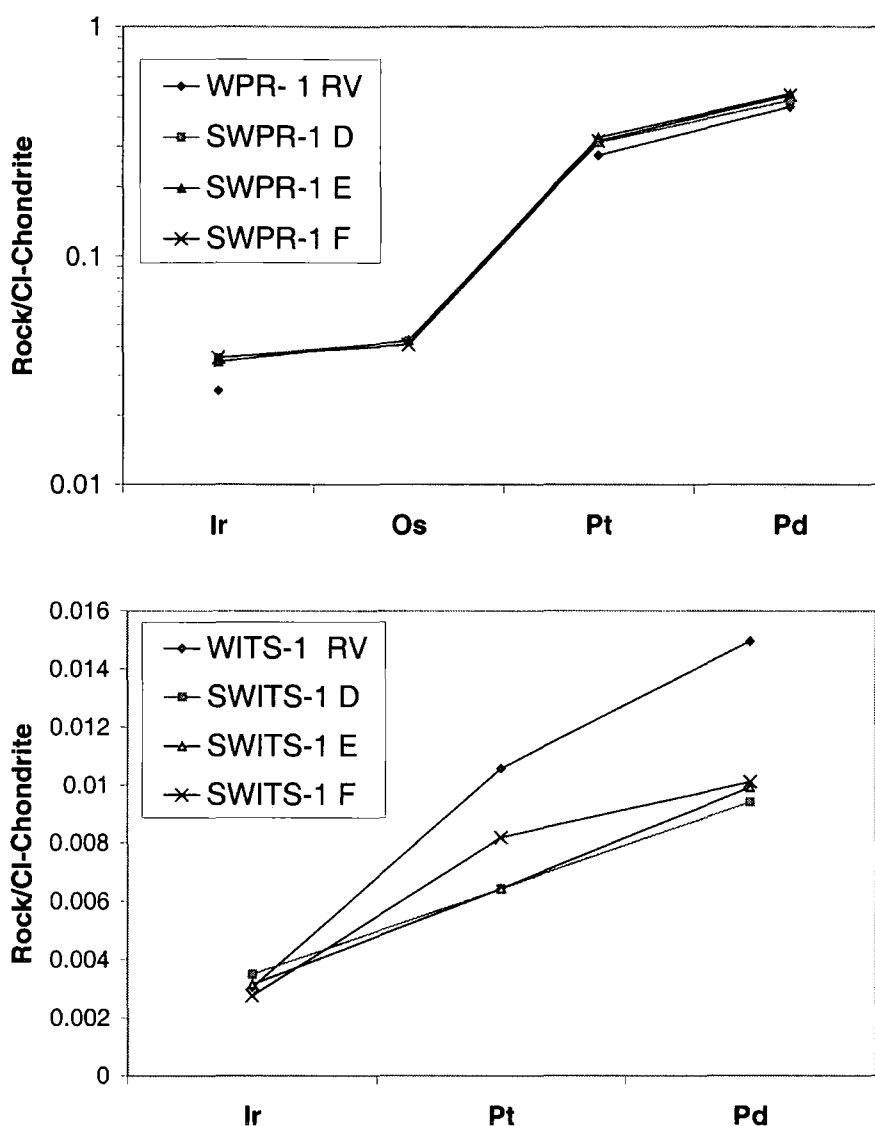 1
WPR- 1 RV
SWPR-1 D
SWPR-1 E
SWPR-1 F
0.1
0.01
Rock/CI-Chondrite
Ir Os Pt Pd
0.016
WITS-1 RV
0.014
SWITS-1 D
0.012
SWITS-1 E
0.01
SWITS-1 F
0.008
0.006
0.004
0.002
0
Rock/CI-Chondrite
Ir Pt Pd